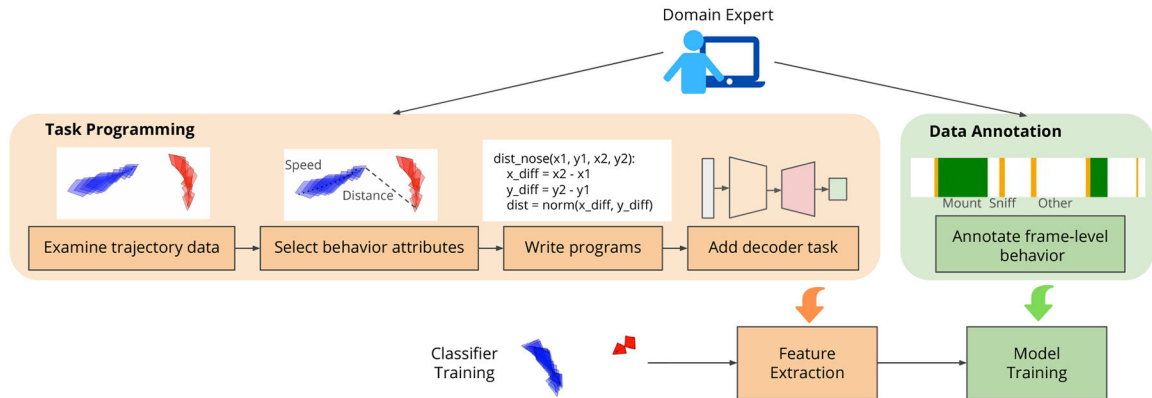 Domain Expert
Task Programming
Speed
Distance
dist_nose(x1, y1, x2, y2):
x_diff = x2 - x1
y_diff = y2 - y1
dist = norm(x_diff, y_diff)
Examine trajectory data
Select behavior attributes
Write programs
Add decoder task
Data Annotation
Mount Sniff Other
Annotate frame-level
behavior
Classifier
Training
Feature
Extraction
Model
Training